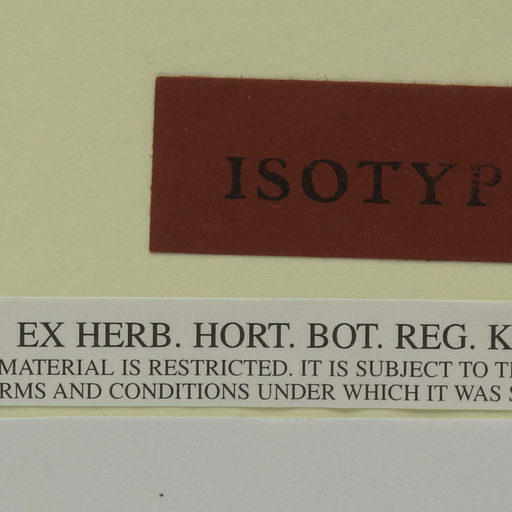 ISOTYP
EX HERB. HORT. BOT. REG. K
MATERIAL IS RESTRICTED. IT IS SUBJECT TO T
RMS AND CONDITIONS UNDER WHICH IT WAS S